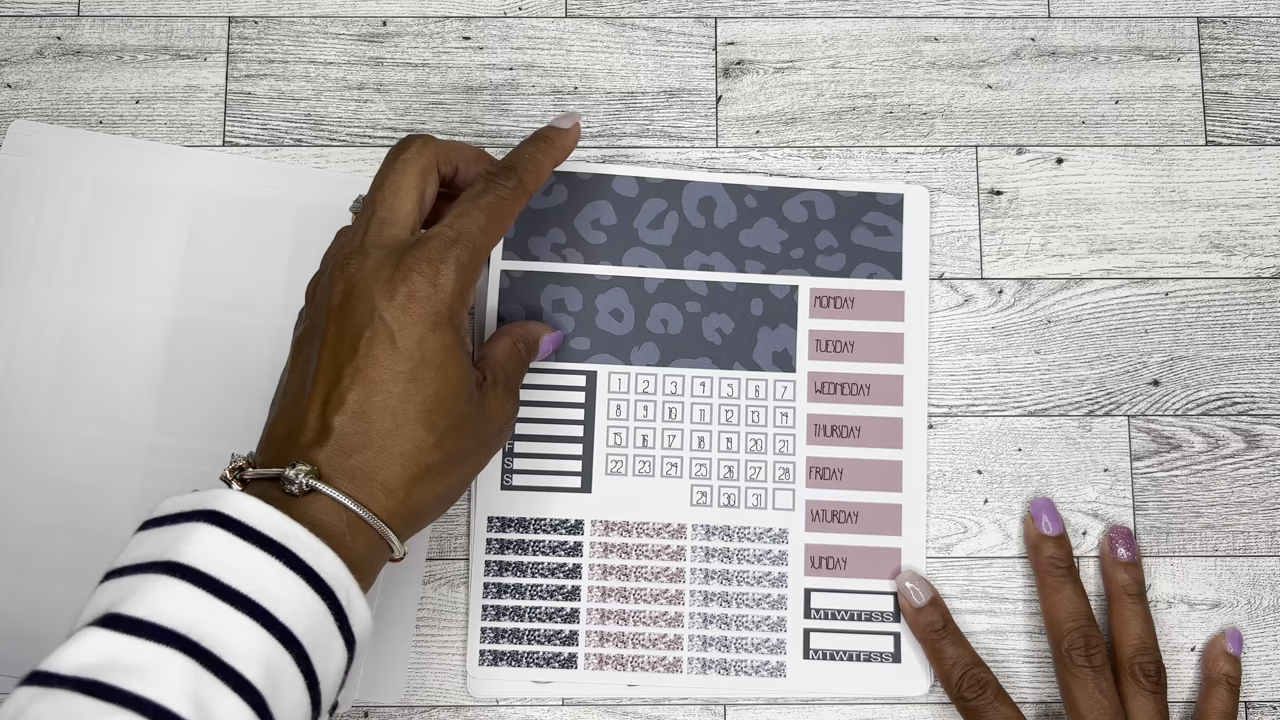 MONDAY
TUESDAY
WEDNESDAY
THURSDAY
FRIDAY
SATURDAY
SUNDAY
1 2 3 4 5 6 7
8 9 10 11 12 13 14
15 16 17 18 19 20 21
22 23 24 25 26 27 28
29 30 31
F
S
S
MTWTFSS
MTWTFSS